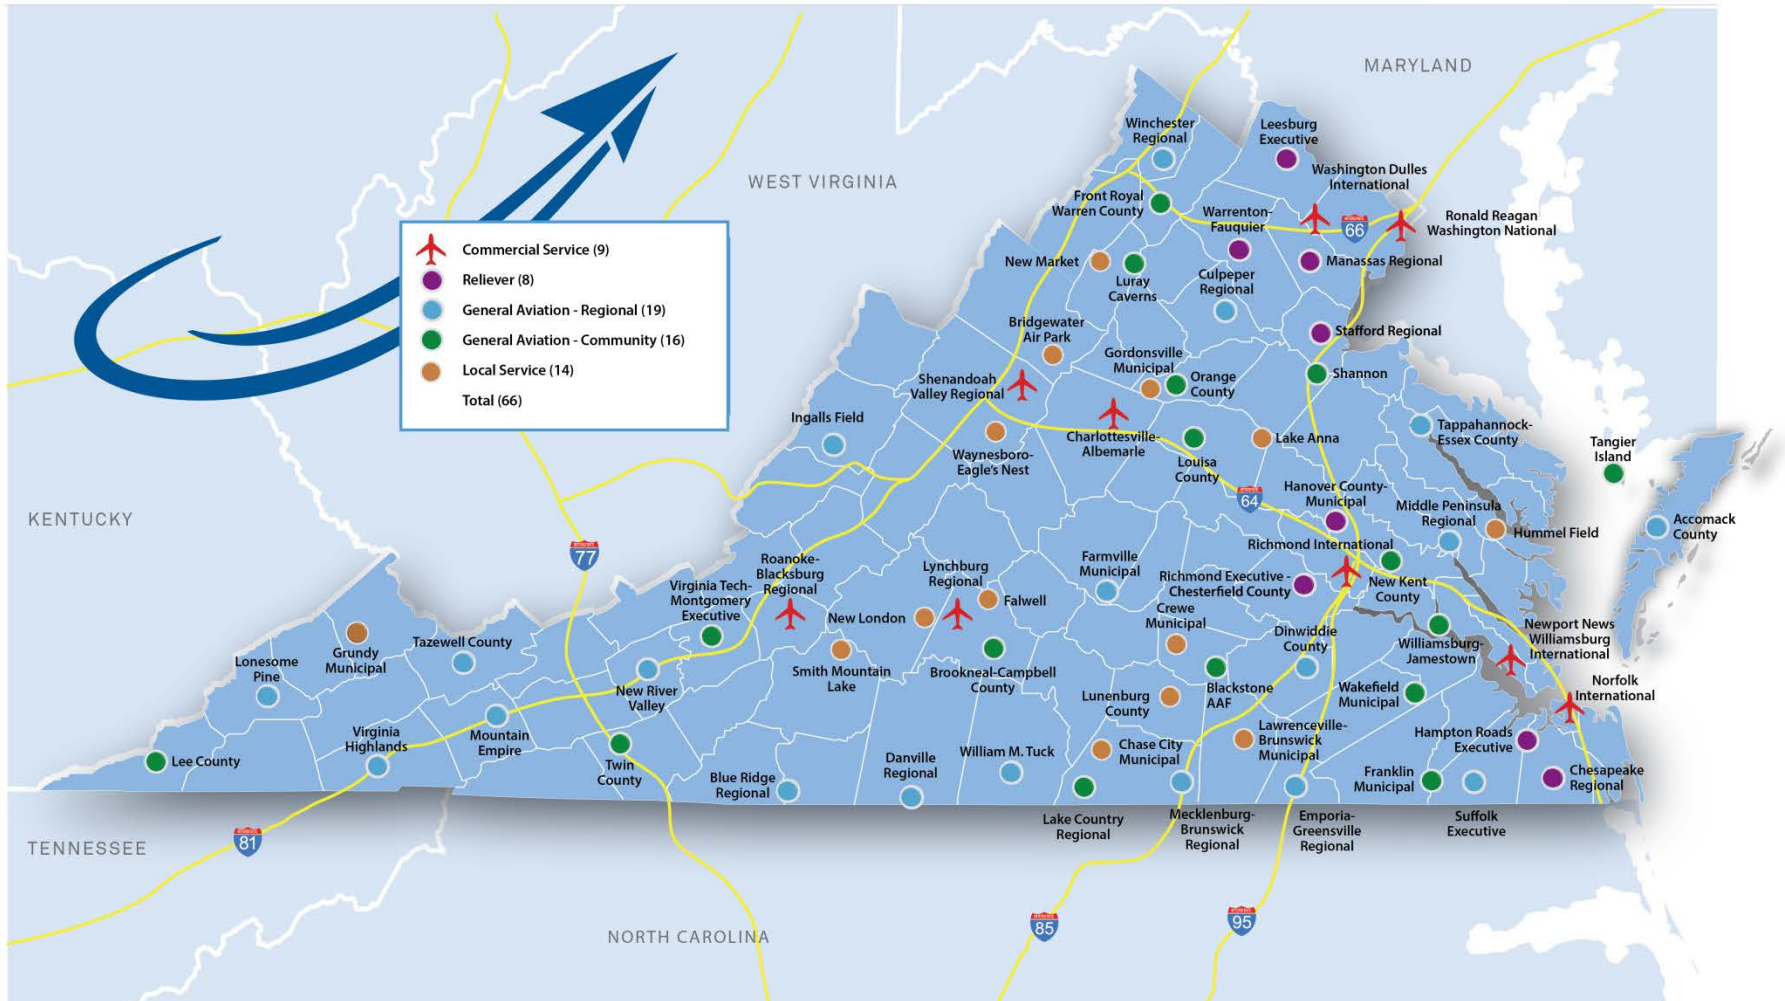 MARYLAND
WEST VIRGINIA
KENTUCKY
TENNESSEE
NORTH CAROLINA
Commercial Service (9)
Reliever (8)
General Aviation - Regional (19)
General Aviation - Community (16)
Local Service (14)
Total (66)
Winchester
Regional
Leesburg
Executive
Washington Dulles
International
Front Royal
Warren County
Warrenton-
Fauquier
66
Ronald Reagan
Washington National
New Market
Luray
Caverns
Culpeper
Regional
Manassas Regional
Bridgewater
Air Park
Stafford Regional
Gordonsville
Municipal
Orange
County
Shannon
Shenandoah
Valley Regional
Ingalls Field
Waynesboro-
Eagle's Nest
Charlottesville-
Albemarle
Louisa
County
Lake Anna
Tappahannock-
Essex County
Tangier
Island
64
Hanover County-
Municipal
Middle Peninsula
Regional
Hummel Field
Accomack
County
77
Roanoke-
Blacksburg
Regional
Virginia Tech-
Montgomery
Executive
Lynchburg
Regional
Falwell
New London
Farmville
Municipal
Richmond International
Richmond Executive -
Chesterfield County
New Kent
County
Crewe
Municipal
Dinwiddie
County
Williamsburg-
Jamestown
Newport News
Williamsburg
International
Norfolk
International
Grundy
Municipal
Tazewell County
Lonesome
Pine
New River
Valley
Smith Mountain
Lake
Brookneal-Campbell
County
Lunenburg
County
Blackstone
AAF
Wakefield
Municipal
Hampton Roads
Executive
Lee County
Virginia
Highlands
Mountain
Empire
Twin
County
Blue Ridge
Regional
Danville
Regional
William M. Tuck
Chase City
Municipal
Lawrenceville-
Brunswick
Municipal
Franklin
Municipal
Chesapeake
Regional
Lake Country
Regional
Mecklenburg-
Brunswick
Regional
Emporia-
Greensville
Regional
Suffolk
Executive
81
85
95